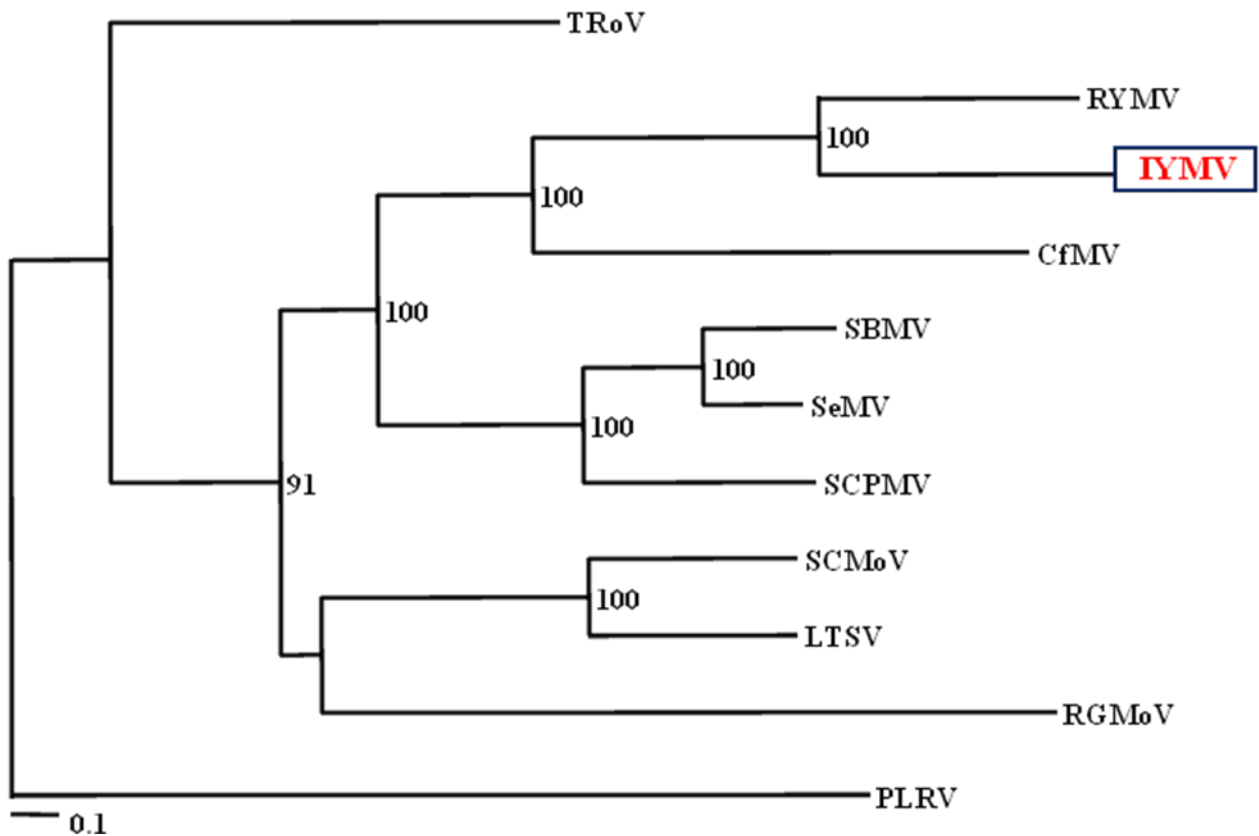 TRoV
RYMV
100
IYMV
100
CfMV
100
SBMV
100
SeMV
100
SCPMV
91
SCMoV
100
LTSV
RGMoV
PLRV
0.1